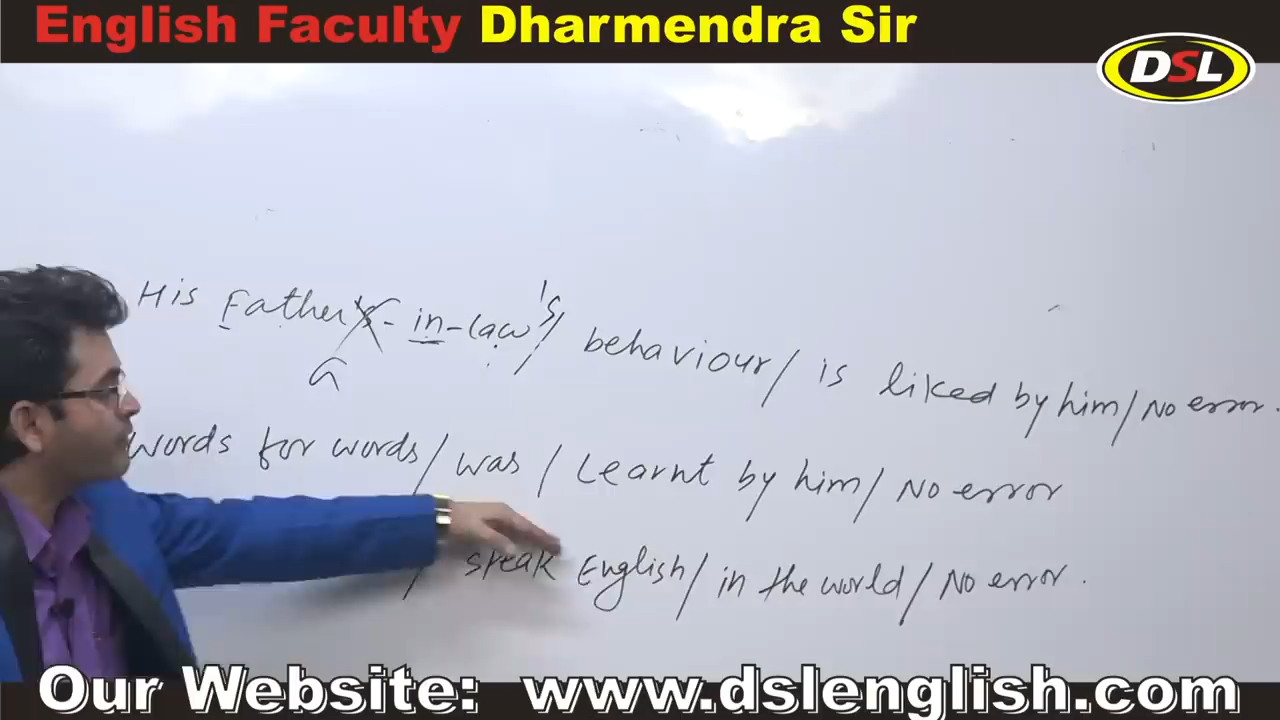 English Faculty Dharmendra Sir
DSL
His Father's-in-law's/ behaviour/ is liked by him/ No error.
a
words for words/ was/ Learnt by him/ No error
/ speak English/ in the world/ No error.
Our Website: www.dslenglish.com